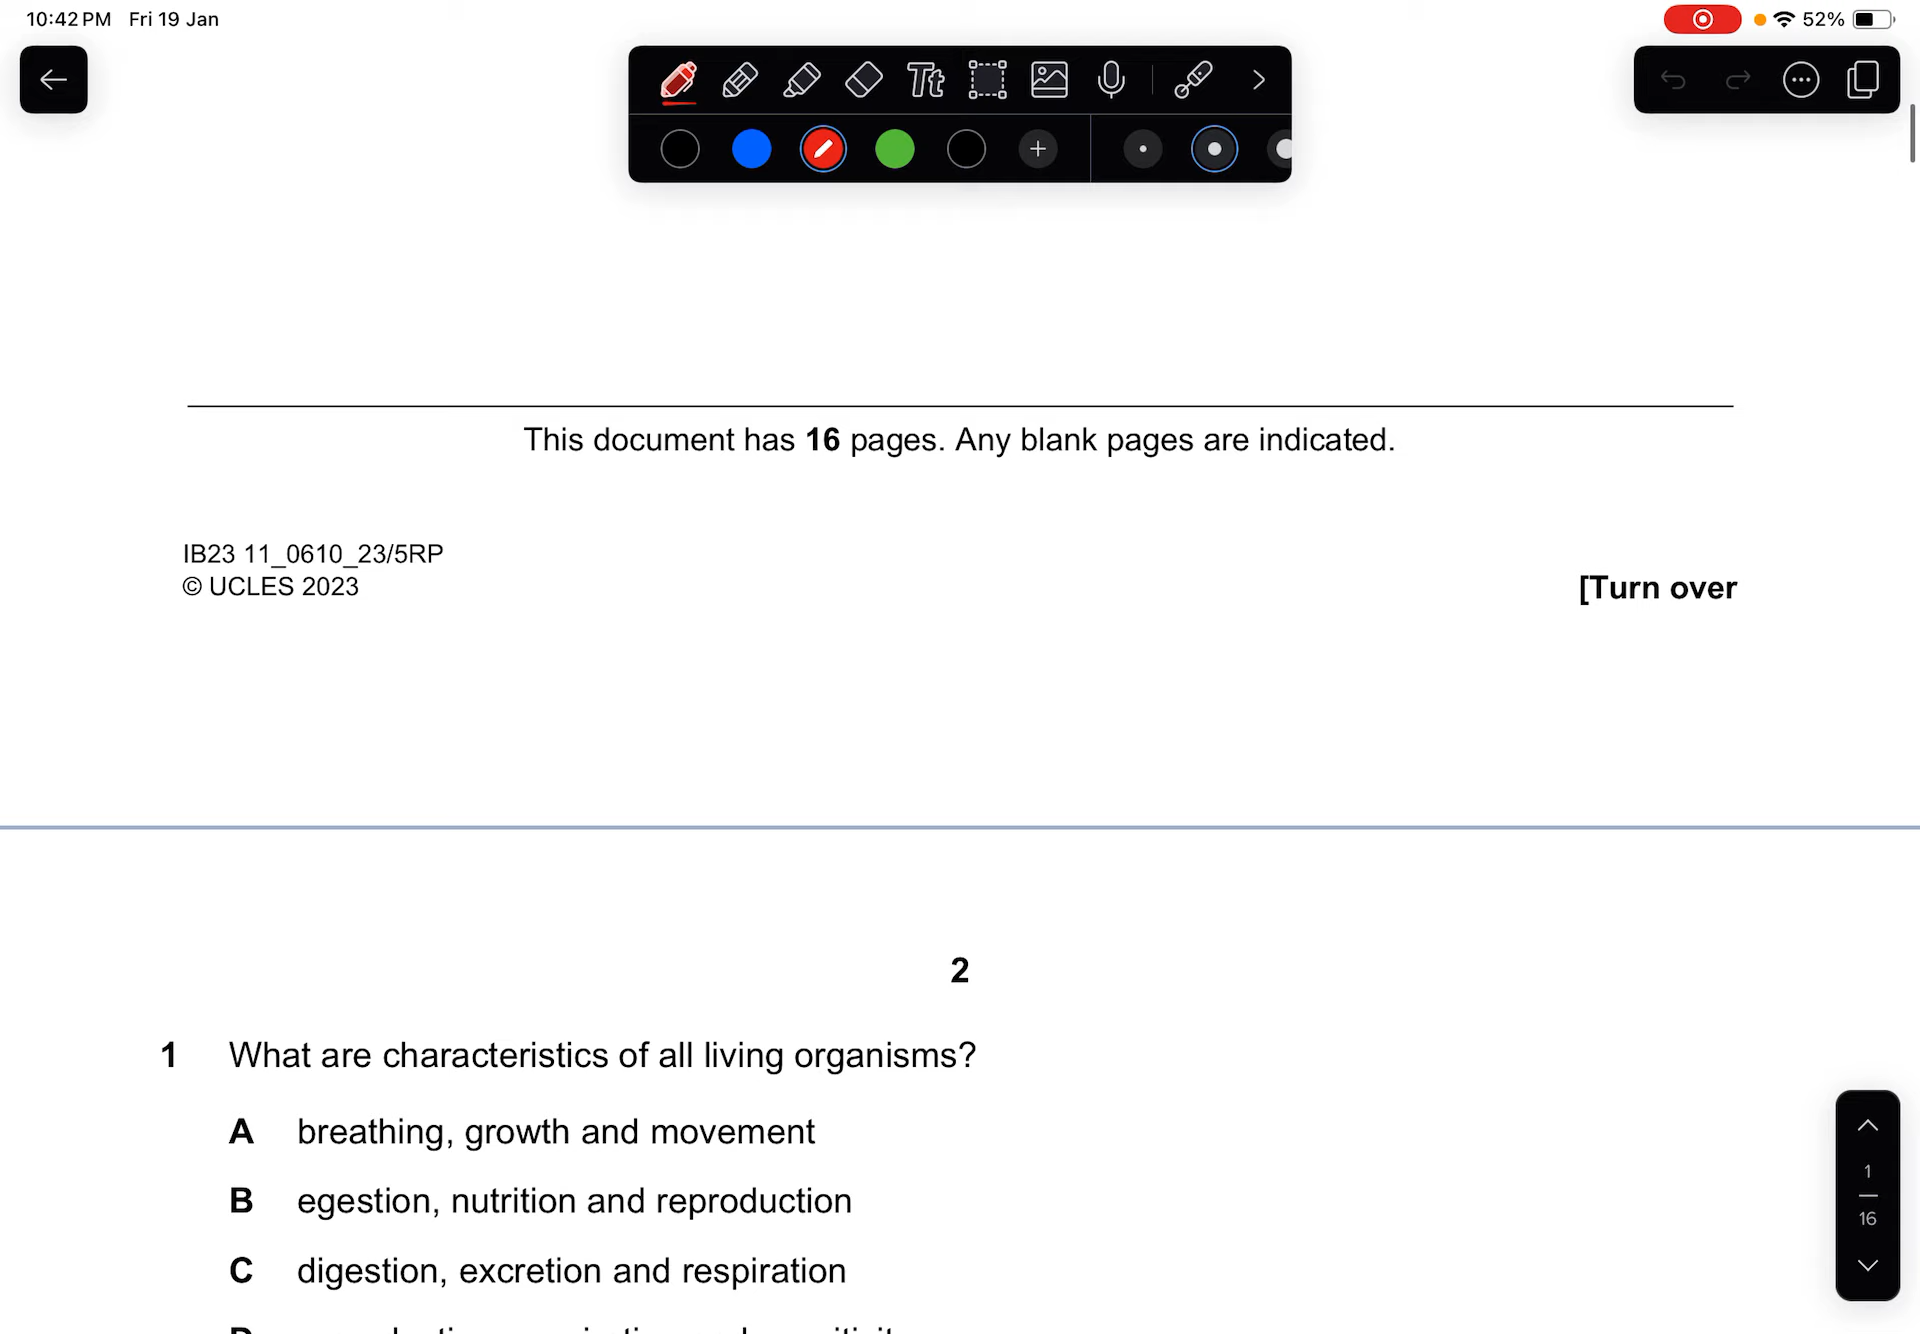 10:42 PM Fri 19 Jan
52%
Tt
This document has 16 pages. Any blank pages are indicated.
IB23 11_0610_23/5RP
© UCLES 2023
[Turn over
2
1 What are characteristics of all living organisms?
A breathing, growth and movement
B egestion, nutrition and reproduction
C digestion, excretion and respiration
1
16